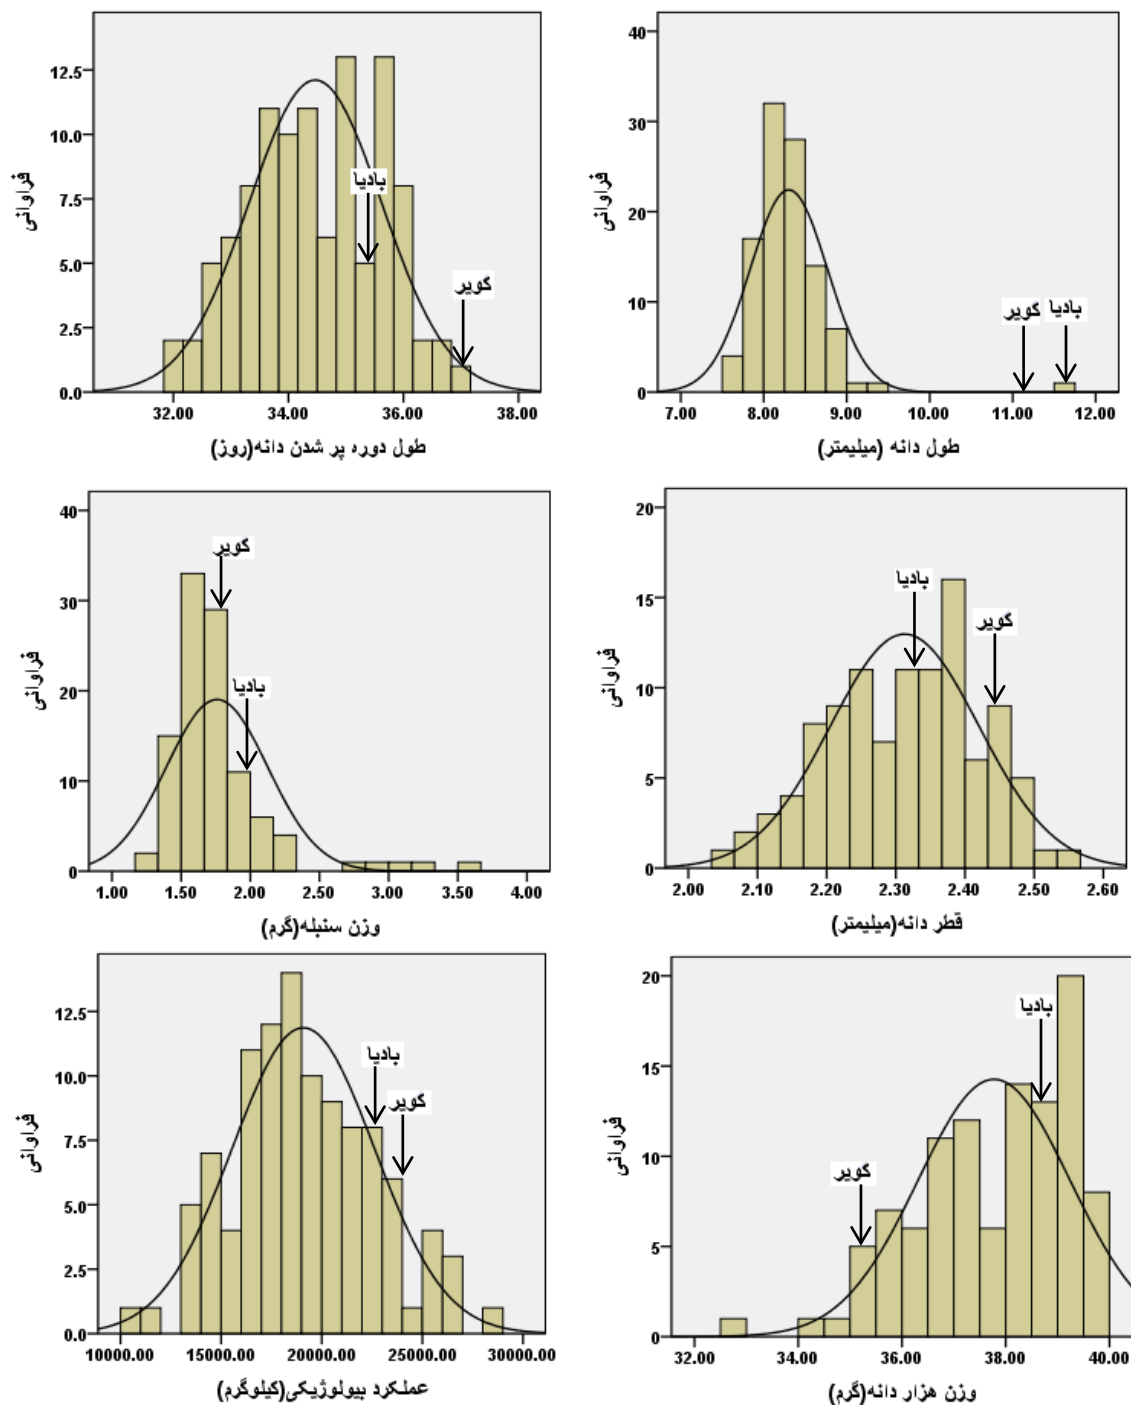 12.5
10.0
7.5
5.0
2.5
0.0
فراوانی
بادیا
کویر
32.00 34.00 36.00 38.00
طول دوره پر شدن دانه(روز)
40
30
20
10
0
فراوانی
کویر بادیا
7.00 8.00 9.00 10.00 11.00 12.00
طول دانه (میلیمتر)
40
30
20
10
0
فراوانی
کویر
بادیا
1.00 1.50 2.00 2.50 3.00 3.50 4.00
وزن سنبله(گرم)
20
15
10
5
0
فراوانی
بادیا
کویر
2.00 2.10 2.20 2.30 2.40 2.50 2.60
قطر دانه(میلیمتر)
12.5
10.0
7.5
5.0
2.5
0.0
فراوانی
بادیا
کویر
10000.00 15000.00 20000.00 25000.00 30000.00
عملکرد بیولوژیکی(کیلوگرم)
20
15
10
5
0
فراوانی
بادیا
کویر
32.00 34.00 36.00 38.00 40.00
وزن هزار دانه(گرم)